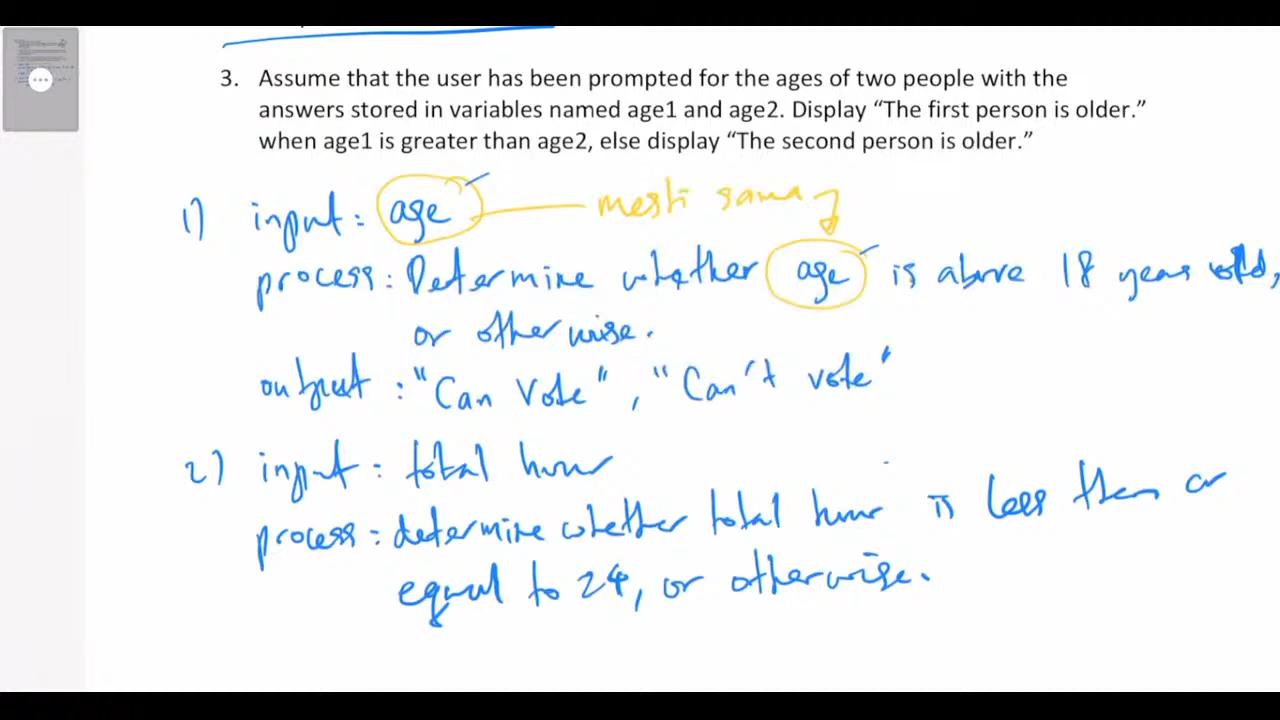 3. Assume that the user has been prompted for the ages of two people with the
answers stored in variables named age1 and age2. Display “The first person is older.”
when age1 is greater than age2, else display “The second person is older.”
1) input: age mesti sama
process: Determine whether age is above 18 years old,
or otherwise.
output: "Can Vote", "Can't vote"
2) input: total hour
process: determine whether total hour is less than or
equal to 24, or otherwise.